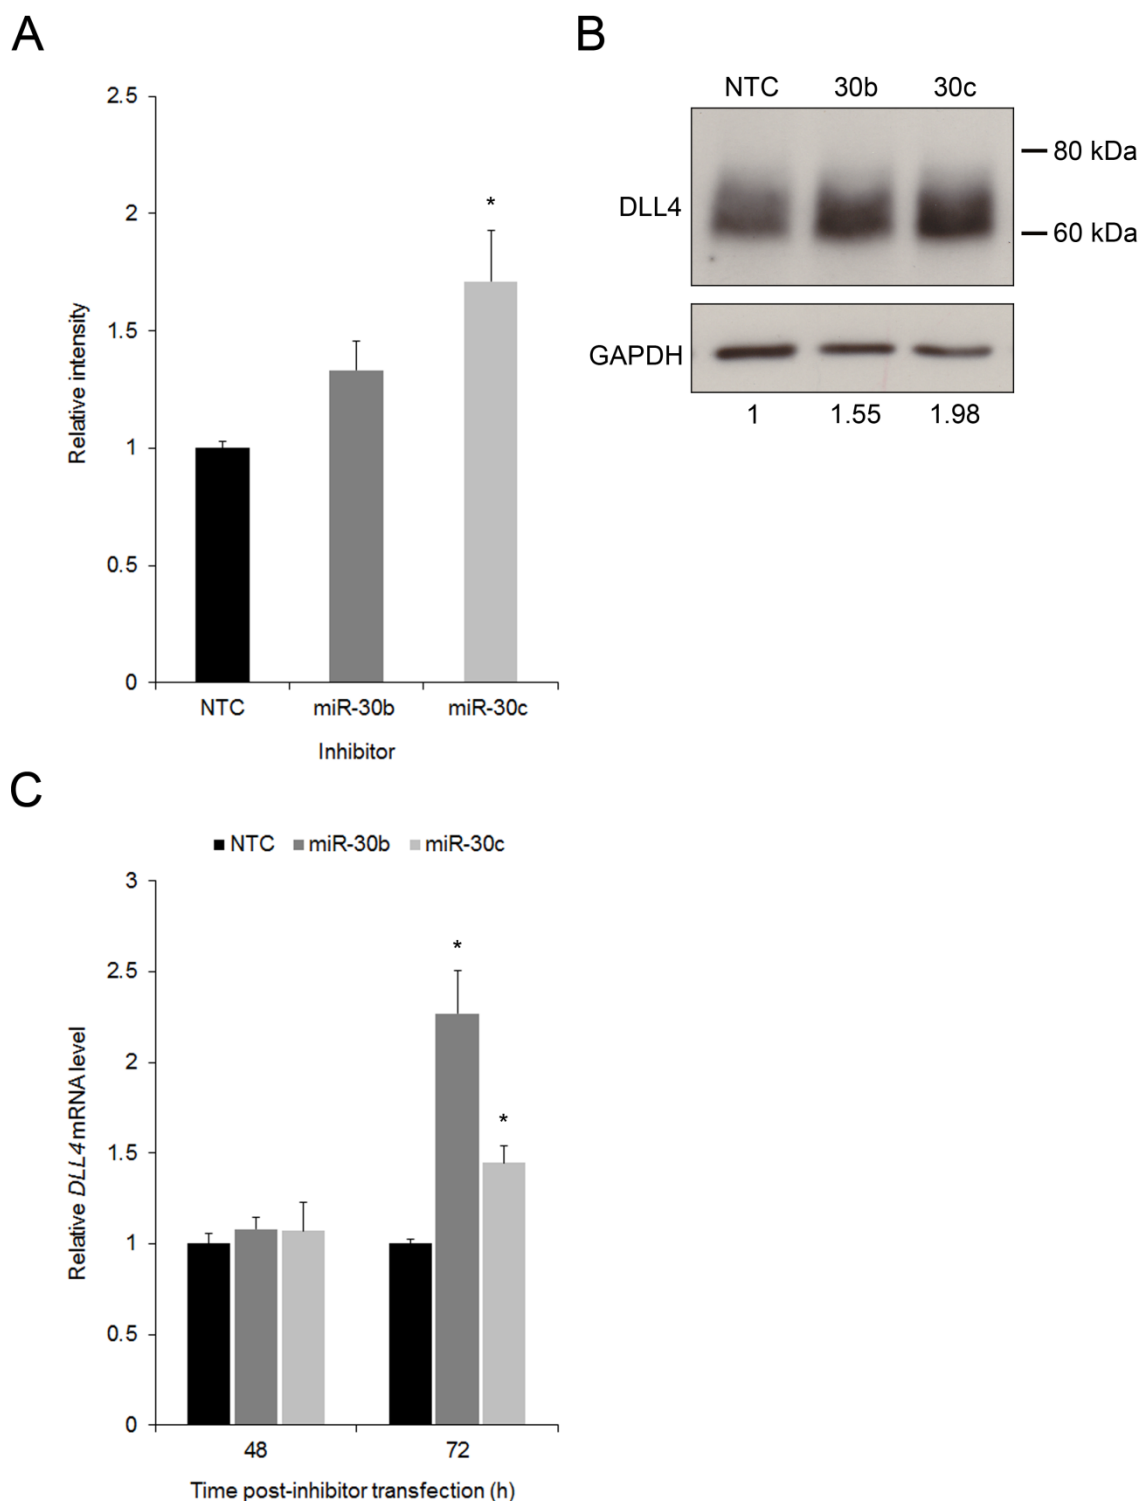 A
2.5
2
1.5
1
0.5
0
Relative intensity
*
NTC miR-30b miR-30c
Inhibitor
B
NTC 30b 30c
DLL4
80 kDa
60 kDa
GAPDH
1 1.55 1.98
C
NTC miR-30b miR-30c
3
2.5
2
1.5
1
0.5
0
Relative DLL4 mRNA level
*
*
48 72
Time post-inhibitor transfection (h)